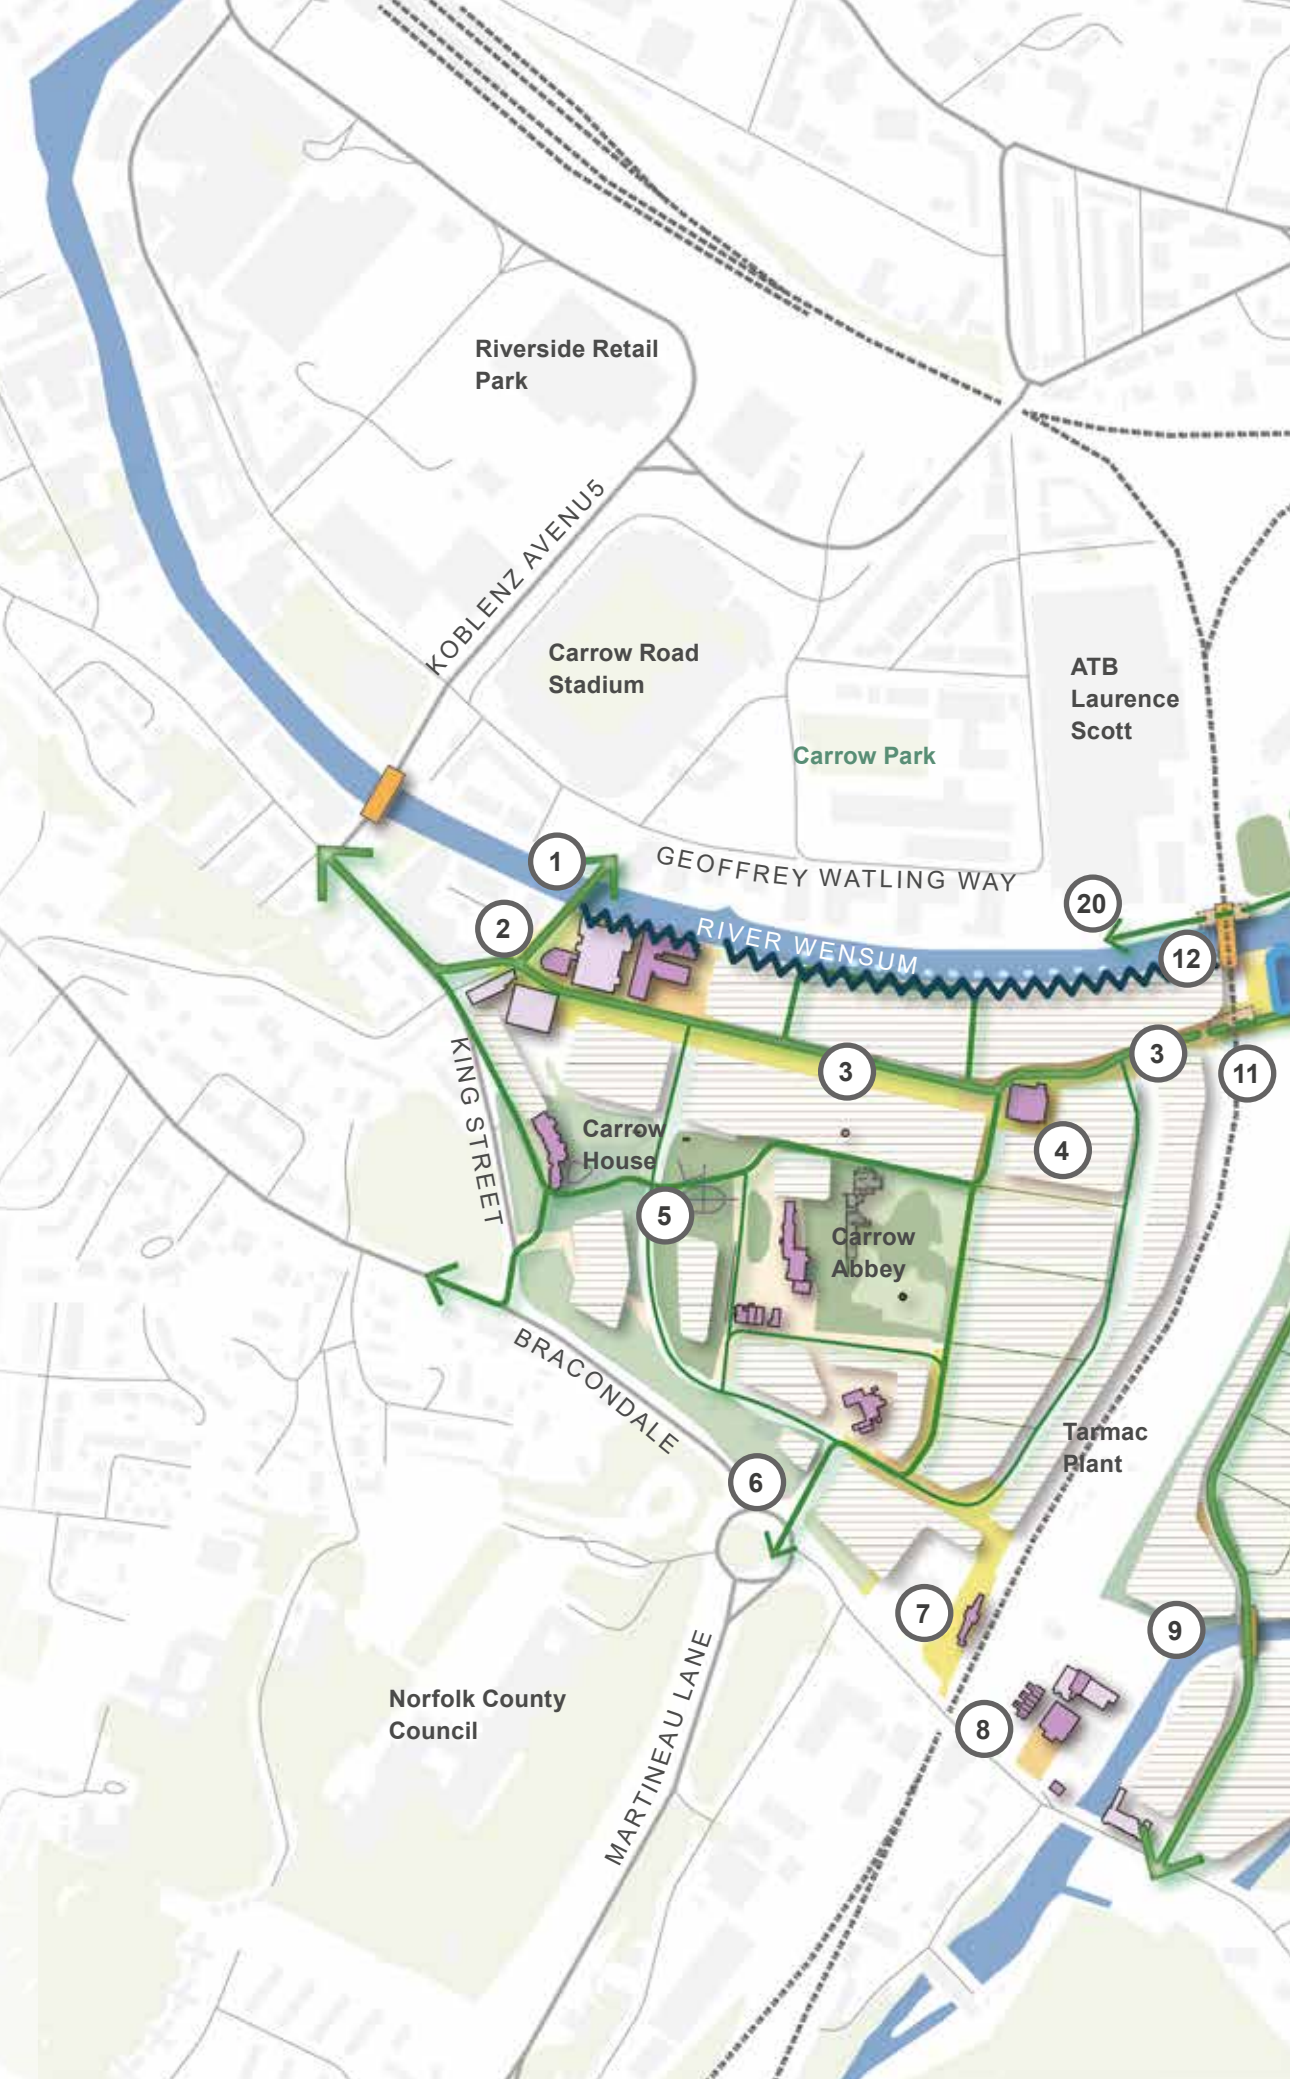 Riverside Retail
Park
KOBLENZ AVENU5
Carrow Road
Stadium
ATB
Laurence
Scott
Carrow Park
1
GEOFFREY WATLING WAY
20
2
RIVER WENSUM
12
3
3
11
KING STREET
Carrow
House
4
5
Carrow
Abbey
BRACONDALE
Tarmac
Plant
6
7
9
MARTINEAU LANE
Norfolk County
Council
8